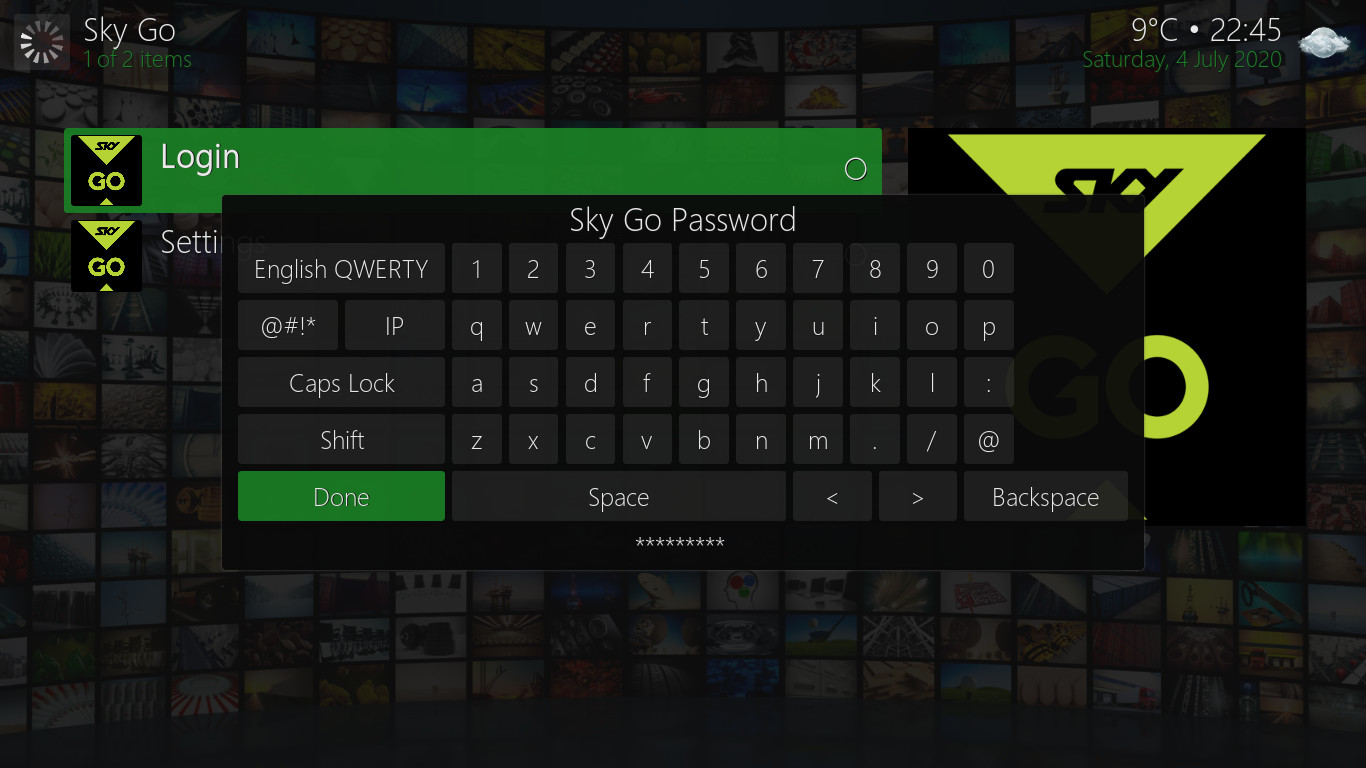 Sky Go
1 of 2 items
9°C • 22:45
Saturday, 4 July 2020
SKY
GO
Login
SKY
GO
Settings
SKY
GO
Sky Go Password
English QWERTY 1 2 3 4 5 6 7 8 9 0
@#!* IP q w e r t y u i o p
Caps Lock a s d f g h j k l :
Shift z x c v b n m . / @
Done Space < > Backspace
*********